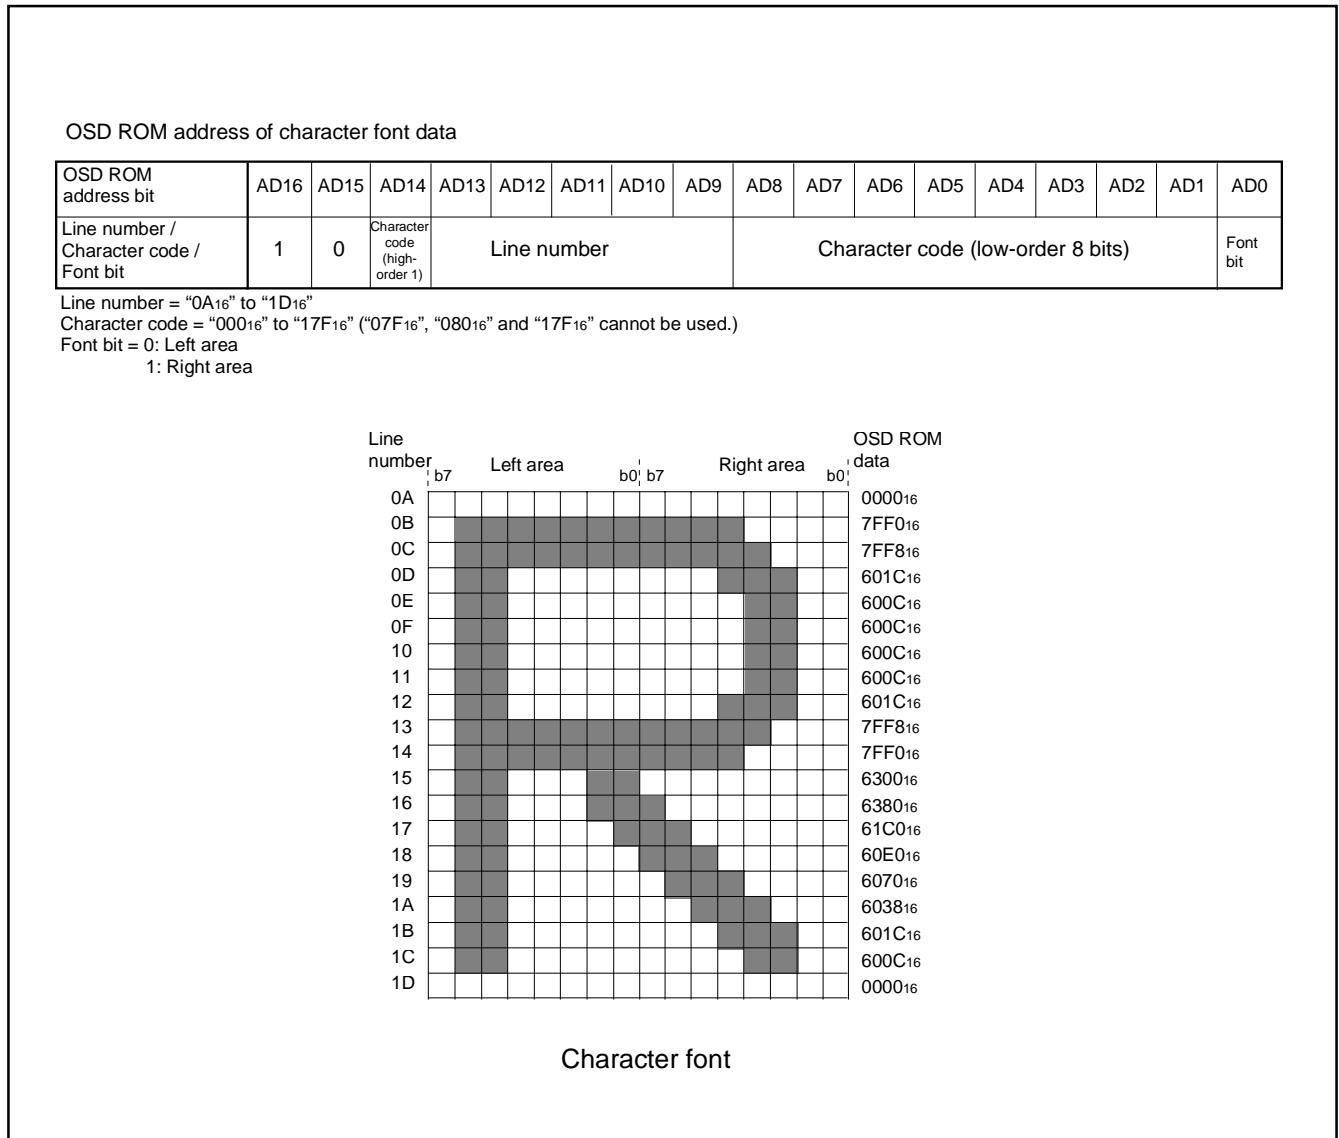 OSD ROM address of character font data
OSD ROM address bit AD16 AD15 AD14 AD13 AD12 AD11 AD10 AD9 AD8 AD7 AD6 AD5 AD4 AD3 AD2 AD1 AD0
Line number / Character code / Font bit 1 0 Character code (high-order 1) Line number Character code (low-order 8 bits) Font bit
Line number = “0A16” to “1D16”
Character code = “00016” to “17F16” (“07F16”, “08016” and “17F16” cannot be used.)
Font bit = 0: Left area
1: Right area
Line number b7 Left area b0 b7 Right area b0 OSD ROM data
0A 000016
0B 7FF016
0C 7FF816
0D 601C16
0E 600C16
0F 600C16
10 600C16
11 600C16
12 601C16
13 7FF816
14 7FF016
15 630016
16 638016
17 61C016
18 60E016
19 607016
1A 603816
1B 601C16
1C 600C16
1D 000016
Character font